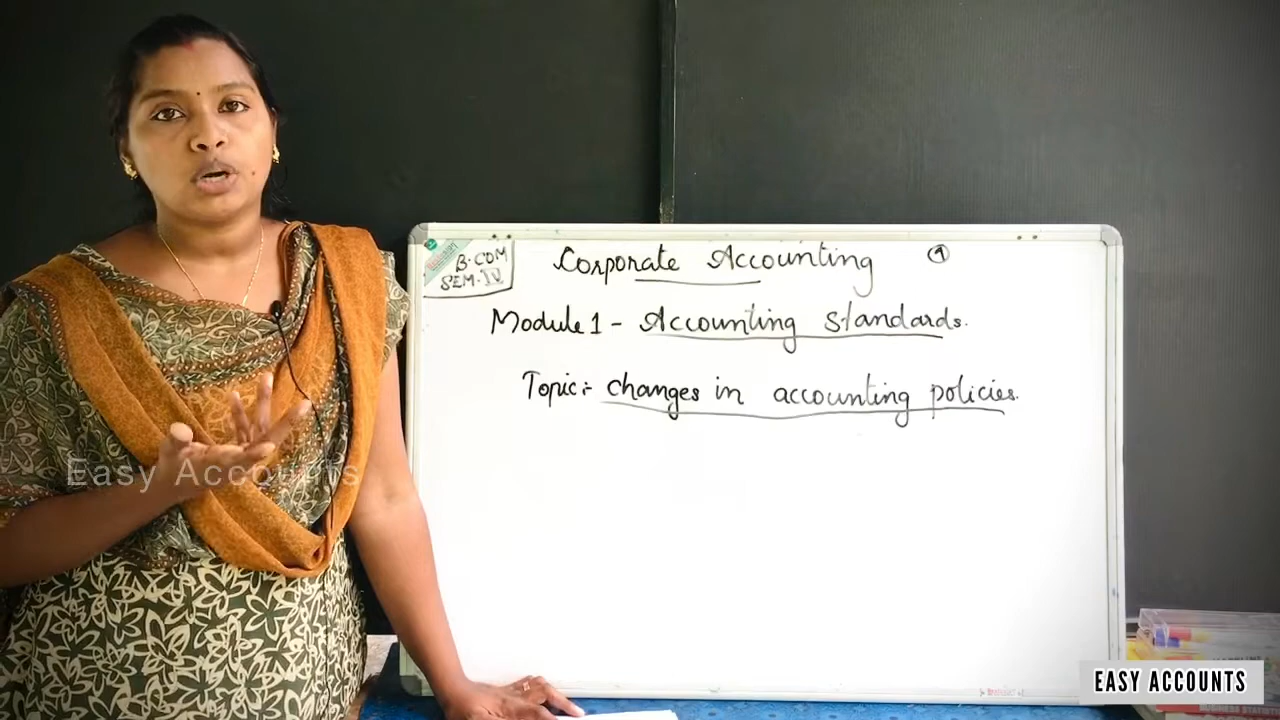 B.COM
SEM.IV
Corporate Accounting
1
Module 1 - Accounting Standards.
Topic:- changes in accounting policies.
Easy Accounts
EASY ACCOUNTS